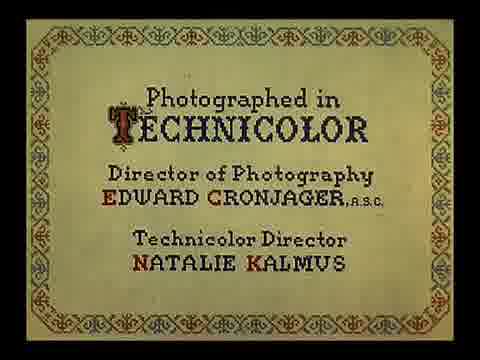 Photographed in
TECHNICOLOR
Director of Photography
EDWARD CRONJAGER, A.S.C.
Technicolor Director
NATALIE KALMUS